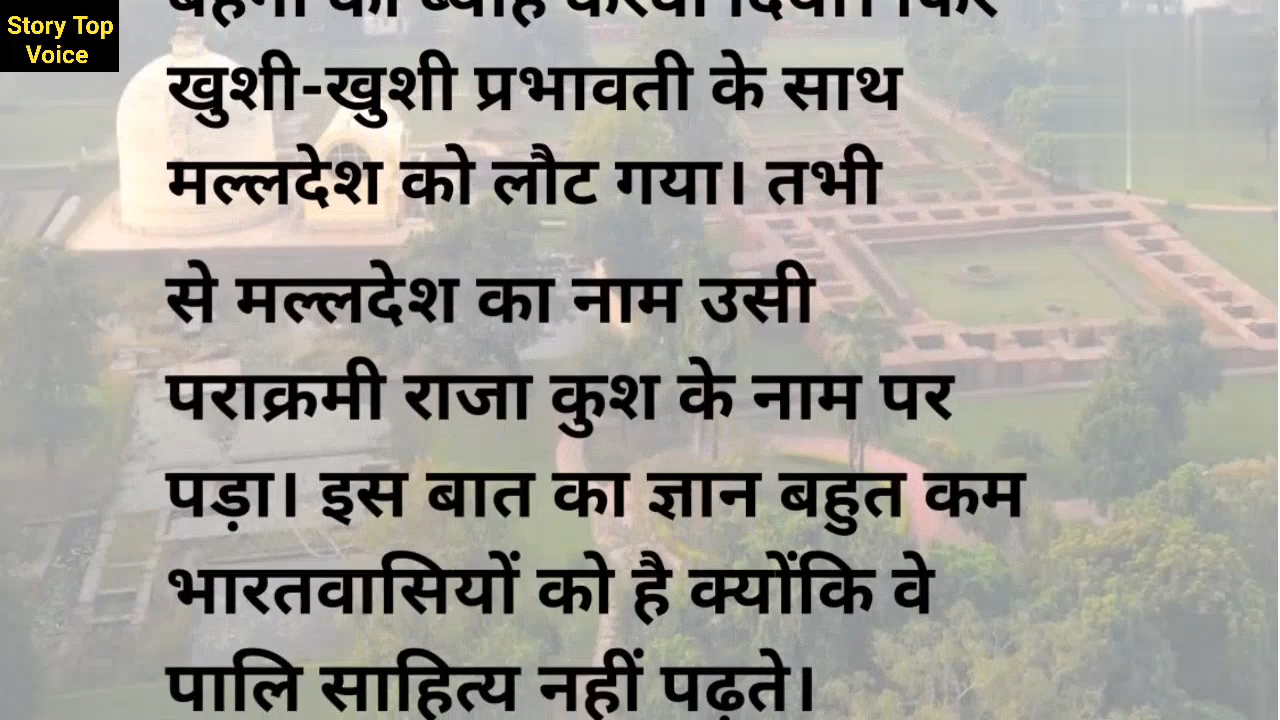 Story Top
Voice
खुशी-खुशी प्रभावती के साथ
मल्लदेश को लौट गया। तभी
से मल्लदेश का नाम उसी
पराक्रमी राजा कुश के नाम पर
पड़ा। इस बात का ज्ञान बहुत कम
भारतवासियों को है क्योंकि वे
पालि साहित्य नहीं पढ़ते।